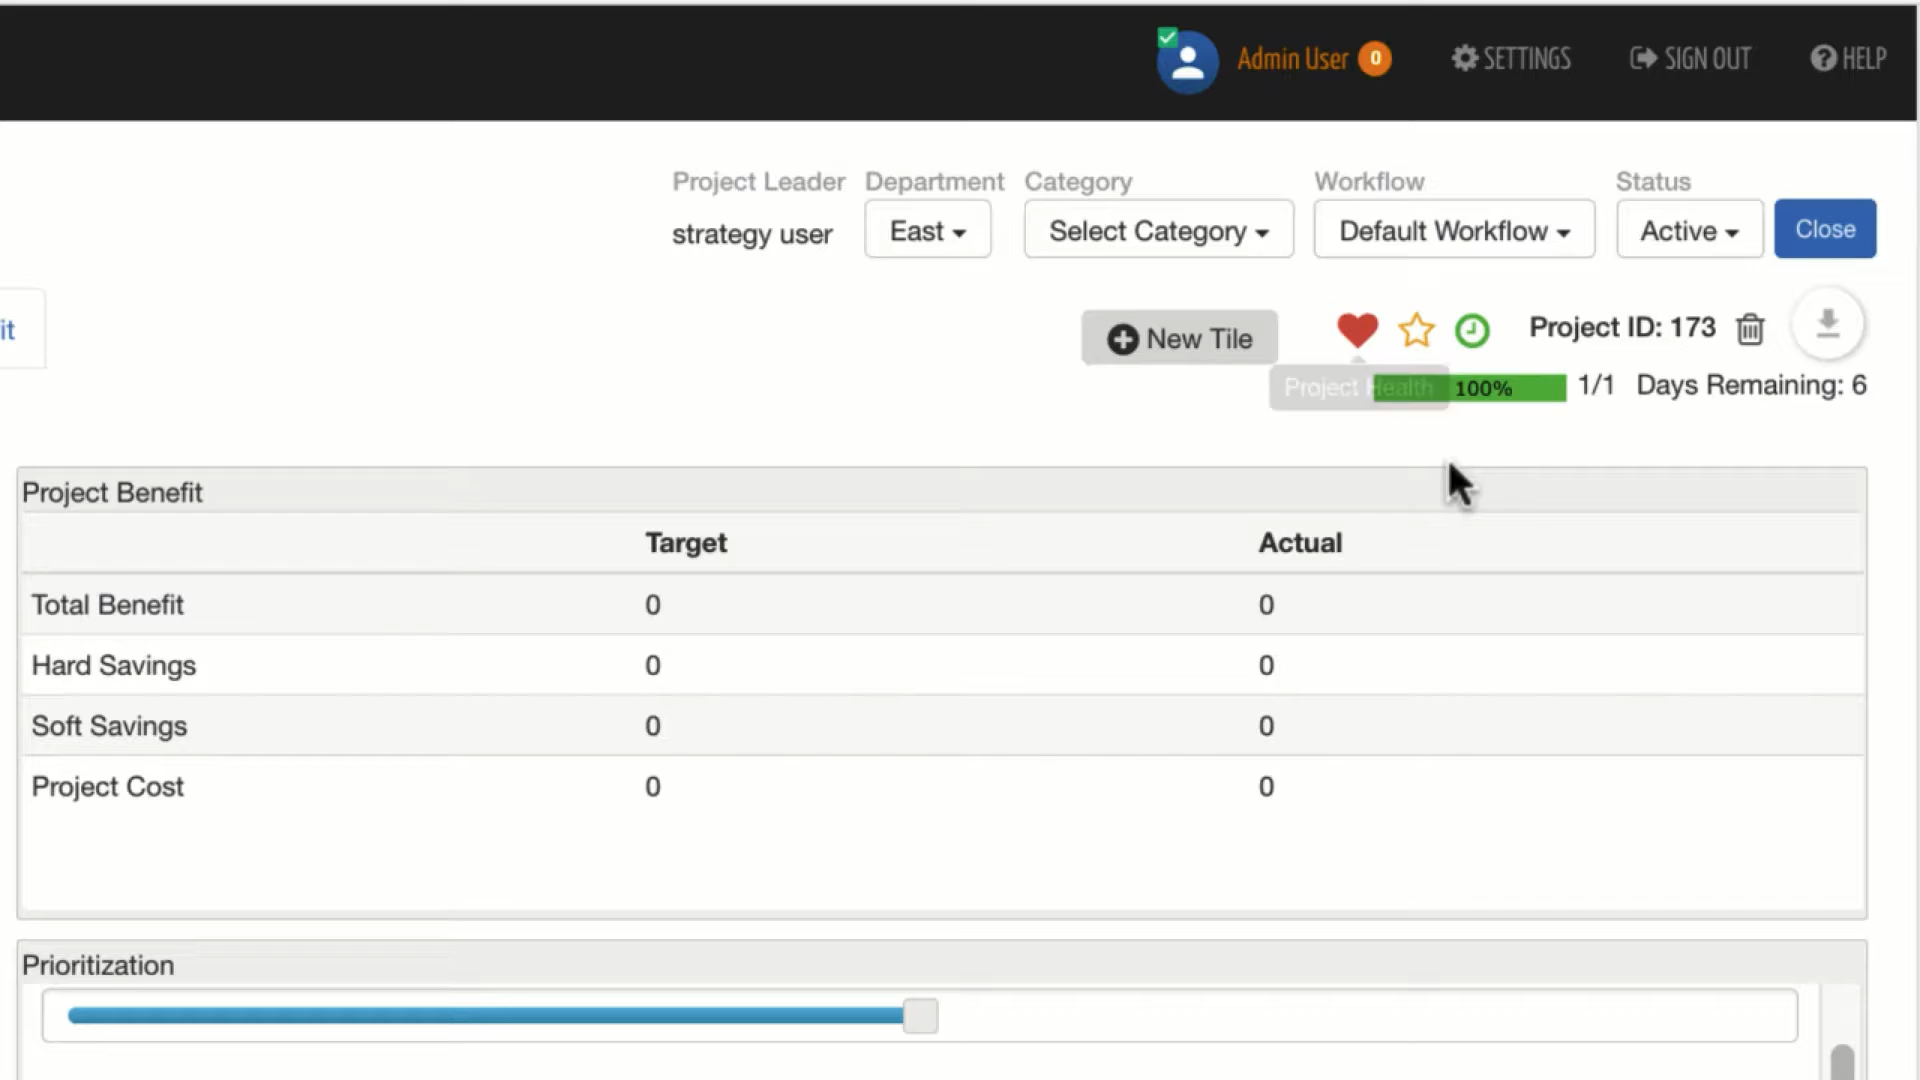 Admin User 0 SETTINGS SIGN OUT HELP
Project Leader Department Category Workflow Status
strategy user East Select Category Default Workflow Active Close
it
New Tile Project ID: 173
Project Health 100% 1/1 Days Remaining: 6
Project Benefit
Target Actual
Total Benefit 0 0
Hard Savings 0 0
Soft Savings 0 0
Project Cost 0 0
Prioritization